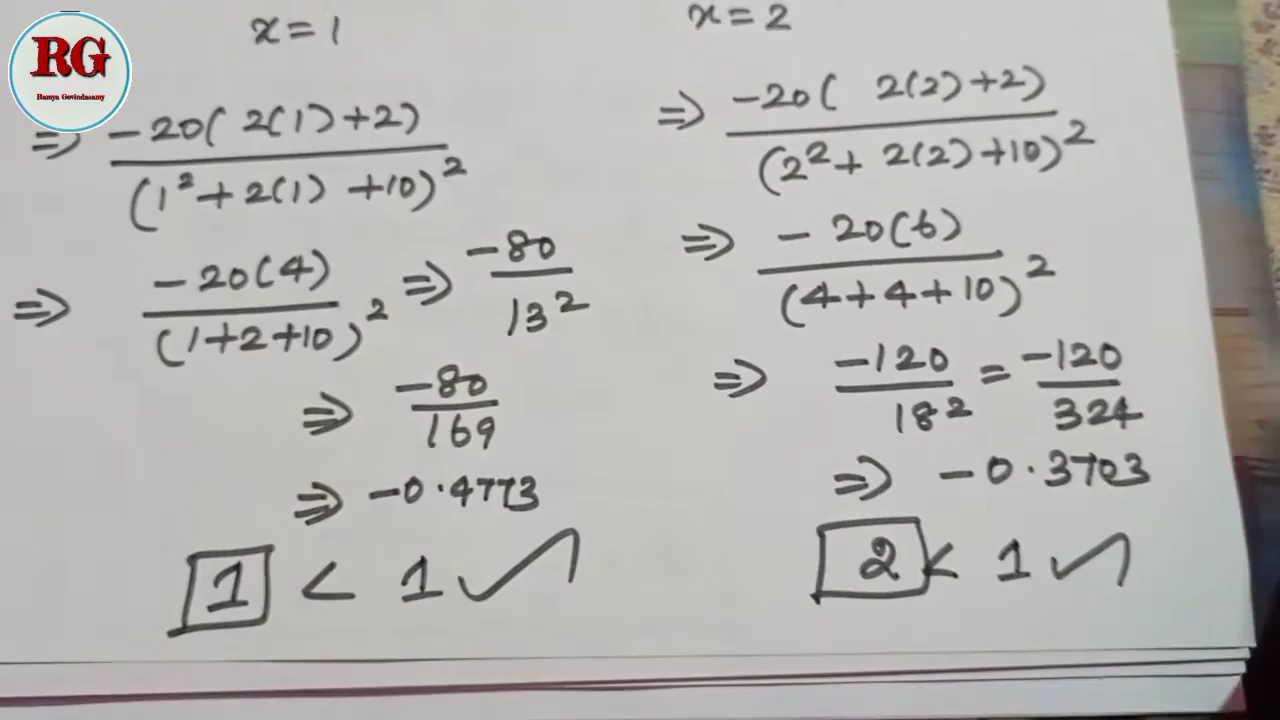 RG
Ramya Govindasamy
x = 1
⇒ -20( 2(1)+2) / (1²+2(1) +10)²
⇒ -20(4) / (1+2+10)² ⇒ -80 / 13²
⇒ -80 / 169
⇒ -0.4773
1 < 1 ✓
x = 2
⇒ -20( 2(2)+2) / (2²+ 2(2)+10)²
⇒ - 20(6) / (4+4+10)²
⇒ -120 / 18² = -120 / 324
⇒ -0.3703
2 < 1 ✓